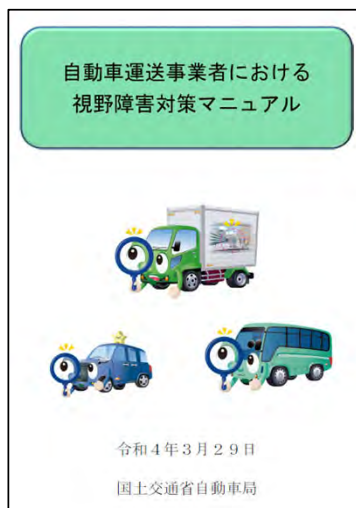 自動車運送事業者における
視野障害対策マニュアル
令和４年３月２９日
国土交通省自動車局